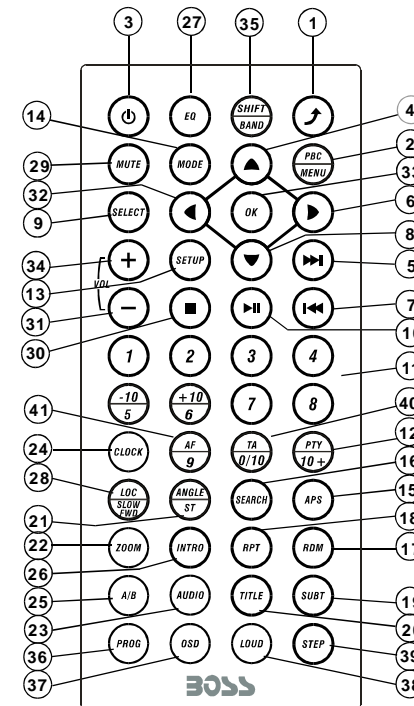 3 27 35 1
EQ SHIFT BAND
14 4
29 MUTE MODE PBC MENU 2
32 33
9 SELECT OK 6
8
34 + SETUP 5
13 VOL
31 − 7
30 10
1 2 3 4
11
-10 5 +10 6 7 8
41 40
24 CLOCK AF 9 TA 0/10 PTY 10+ 12
16
28 LOC SLOW FWD ANGLE ST SEARCH APS 15
21 18
22 ZOOM INTRO RPT RDM 17
26
25 A/B AUDIO TITLE SUBT 19
23 20
36 PROG OSD LOUD STEP 39
37 38
BOSS